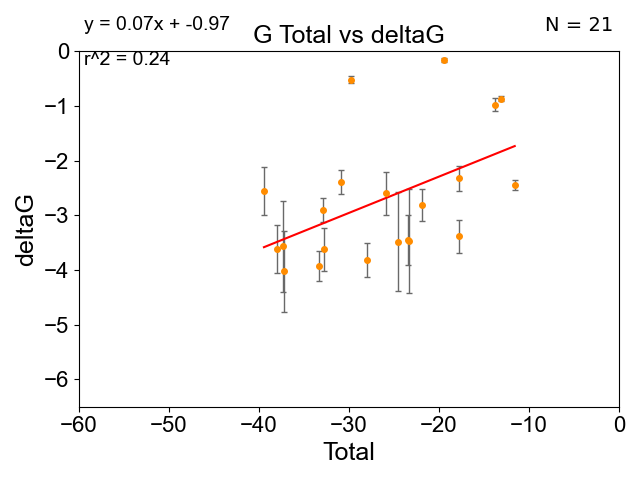 y = 0.07x + -0.97
N = 21
G Total vs deltaG
r^2 = 0.24
0
−1
−2
−3
−4
−5
−6
deltaG
−60 −50 −40 −30 −20 −10 0
Total